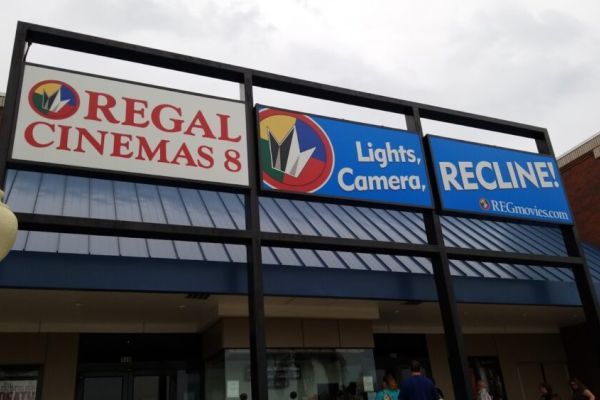 REGAL
CINEMAS 8
Lights,
Camera,
RECLINE!
REGmovies.com